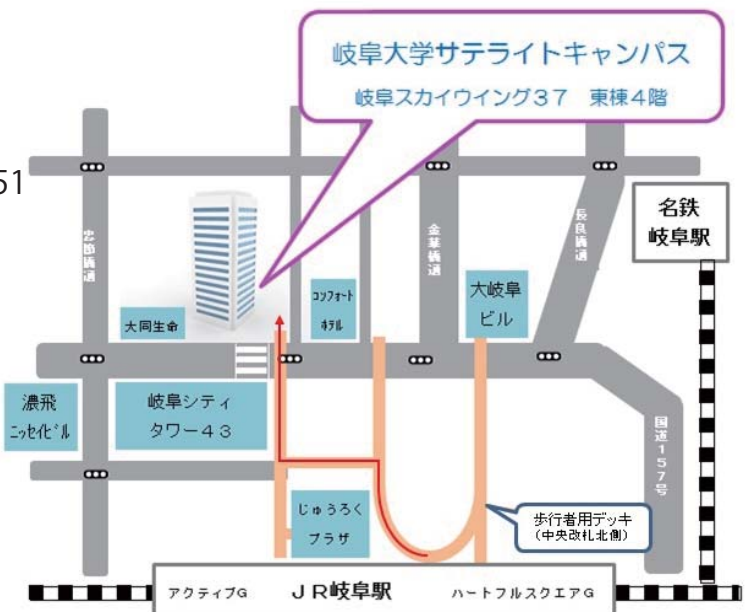 岐阜大学サテライトキャンパス
岐阜スカイウイング37 東棟4階
51
名鉄
岐阜駅
忠節橋通
金華橋通
長良橋通
コンフォート
ホテル
大岐阜
ビル
大同生命
濃飛
ニッセイビル
岐阜シティ
タワー43
国道157号
じゅうろく
プラザ
歩行者用デッキ
(中央改札北側)
アクティブG
JR岐阜駅
ハートフルスクエアG